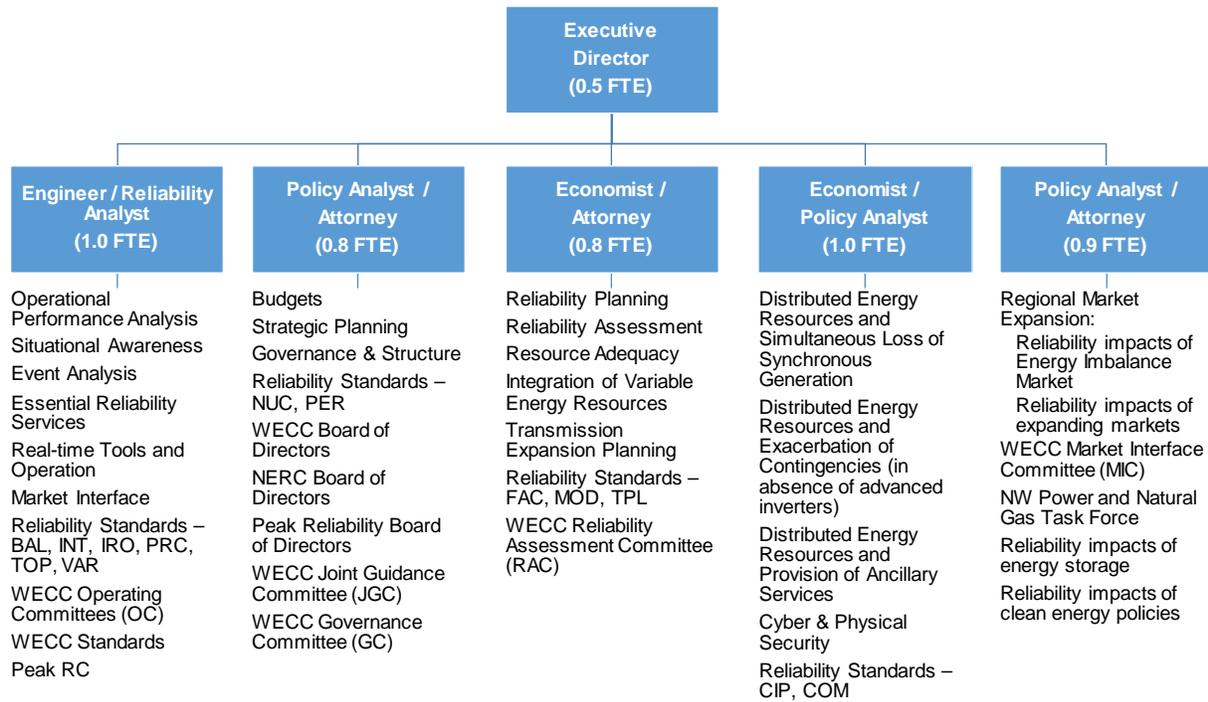 Executive
Director
(0.5 FTE)
Engineer / Reliability
Analyst
(1.0 FTE)
Operational
Performance Analysis
Situational Awareness
Event Analysis
Essential Reliability
Services
Real-time Tools and
Operation
Market Interface
Reliability Standards –
BAL, INT, IRO, PRC,
TOP, VAR
WECC Operating
Committees (OC)
WECC Standards
Peak RC
Policy Analyst /
Attorney
(0.8 FTE)
Budgets
Strategic Planning
Governance & Structure
Reliability Standards –
NUC, PER
WECC Board of
Directors
NERC Board of
Directors
Peak Reliability Board
of Directors
WECC Joint Guidance
Committee (JGC)
WECC Governance
Committee (GC)
Economist /
Attorney
(0.8 FTE)
Reliability Planning
Reliability Assessment
Resource Adequacy
Integration of Variable
Energy Resources
Transmission
Expansion Planning
Reliability Standards –
FAC, MOD, TPL
WECC Reliability
Assessment Committee
(RAC)
Economist /
Policy Analyst
(1.0 FTE)
Distributed Energy
Resources and
Simultaneous Loss of
Synchronous
Generation
Distributed Energy
Resources and
Exacerbation of
Contingencies (in
absence of advanced
inverters)
Distributed Energy
Resources and
Provision of Ancillary
Services
Cyber & Physical
Security
Reliability Standards –
CIP, COM
Policy Analyst /
Attorney
(0.9 FTE)
Regional Market
Expansion:
Reliability impacts of
Energy Imbalance
Market
Reliability impacts of
expanding markets
WECC Market Interface
Committee (MIC)
NW Power and Natural
Gas Task Force
Reliability impacts of
energy storage
Reliability impacts of
clean energy policies